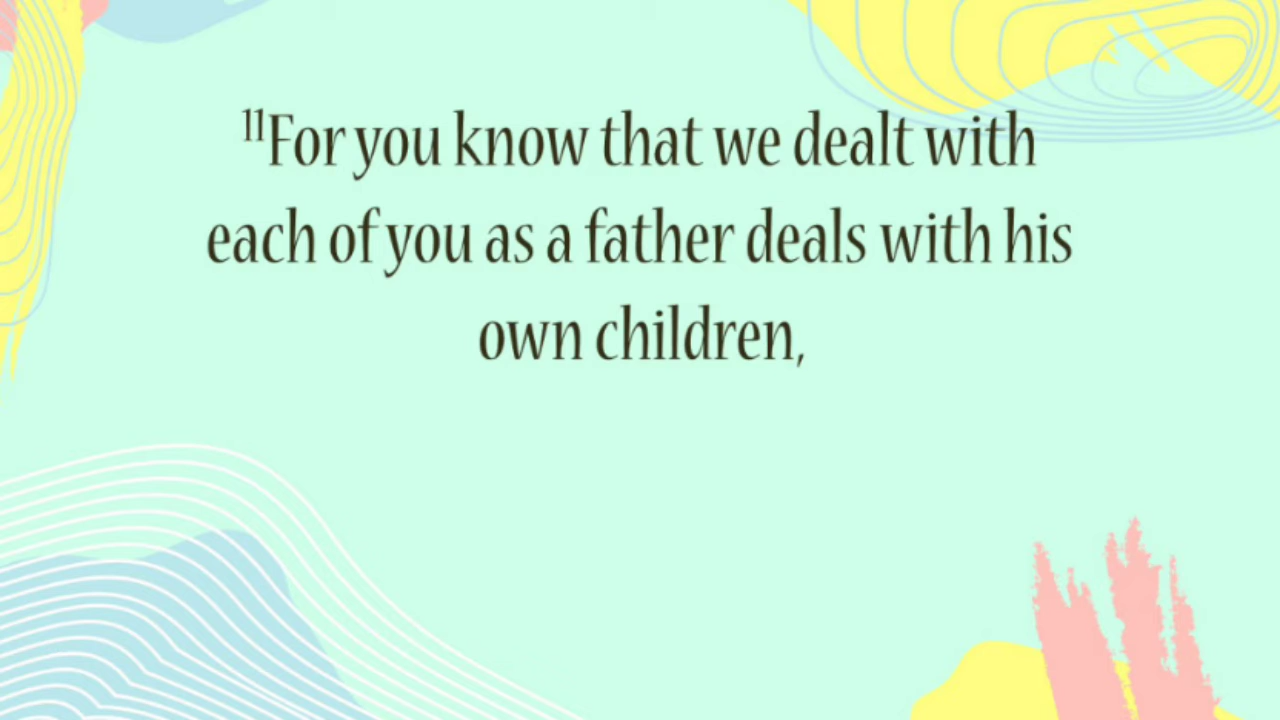 ¹¹For you know that we dealt with
each of you as a father deals with his
own children,